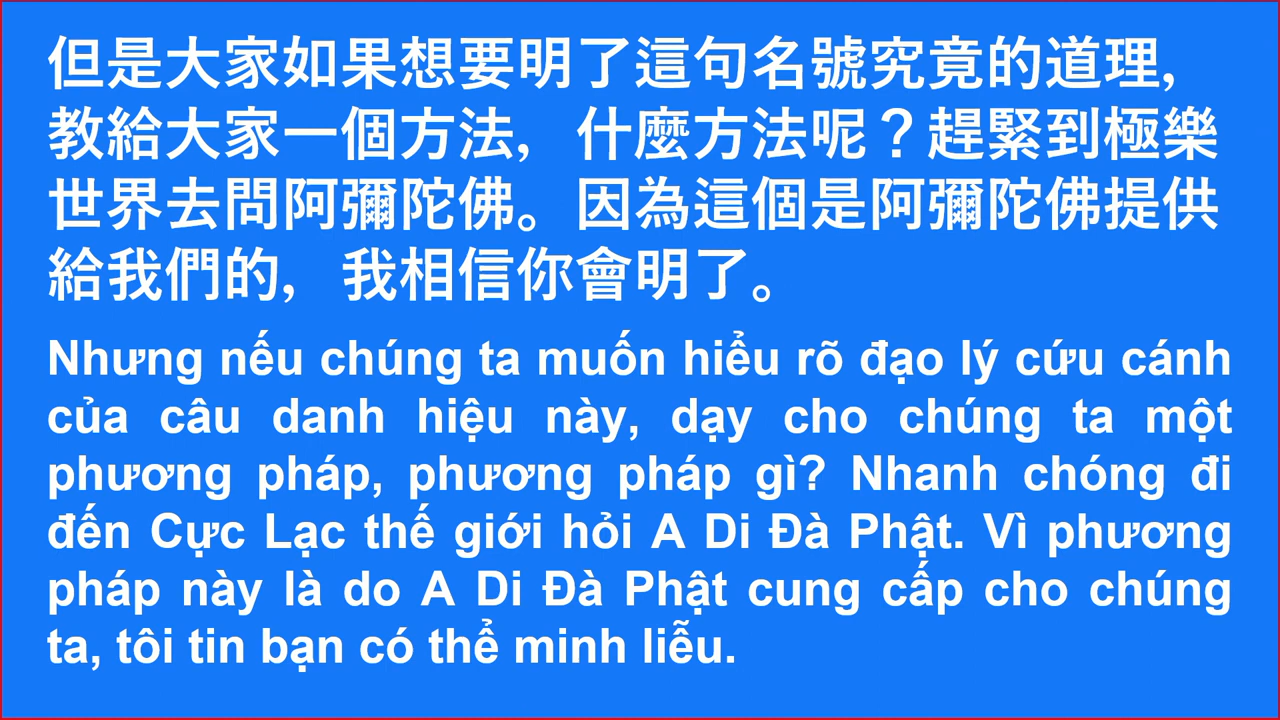 但是大家如果想要明了這句名號究竟的道理，
教給大家一個方法，什麼方法呢？趕緊到極樂
世界去問阿彌陀佛。因為這個是阿彌陀佛提供
給我們的，我相信你會明了。
Nhưng nếu chúng ta muốn hiểu rõ đạo lý cứu cánh
của câu danh hiệu này, dạy cho chúng ta một
phương pháp, phương pháp gì? Nhanh chóng đi
đến Cực Lạc thế giới hỏi A Di Đà Phật. Vì phương
pháp này là do A Di Đà Phật cung cấp cho chúng
ta, tôi tin bạn có thể minh liễu.